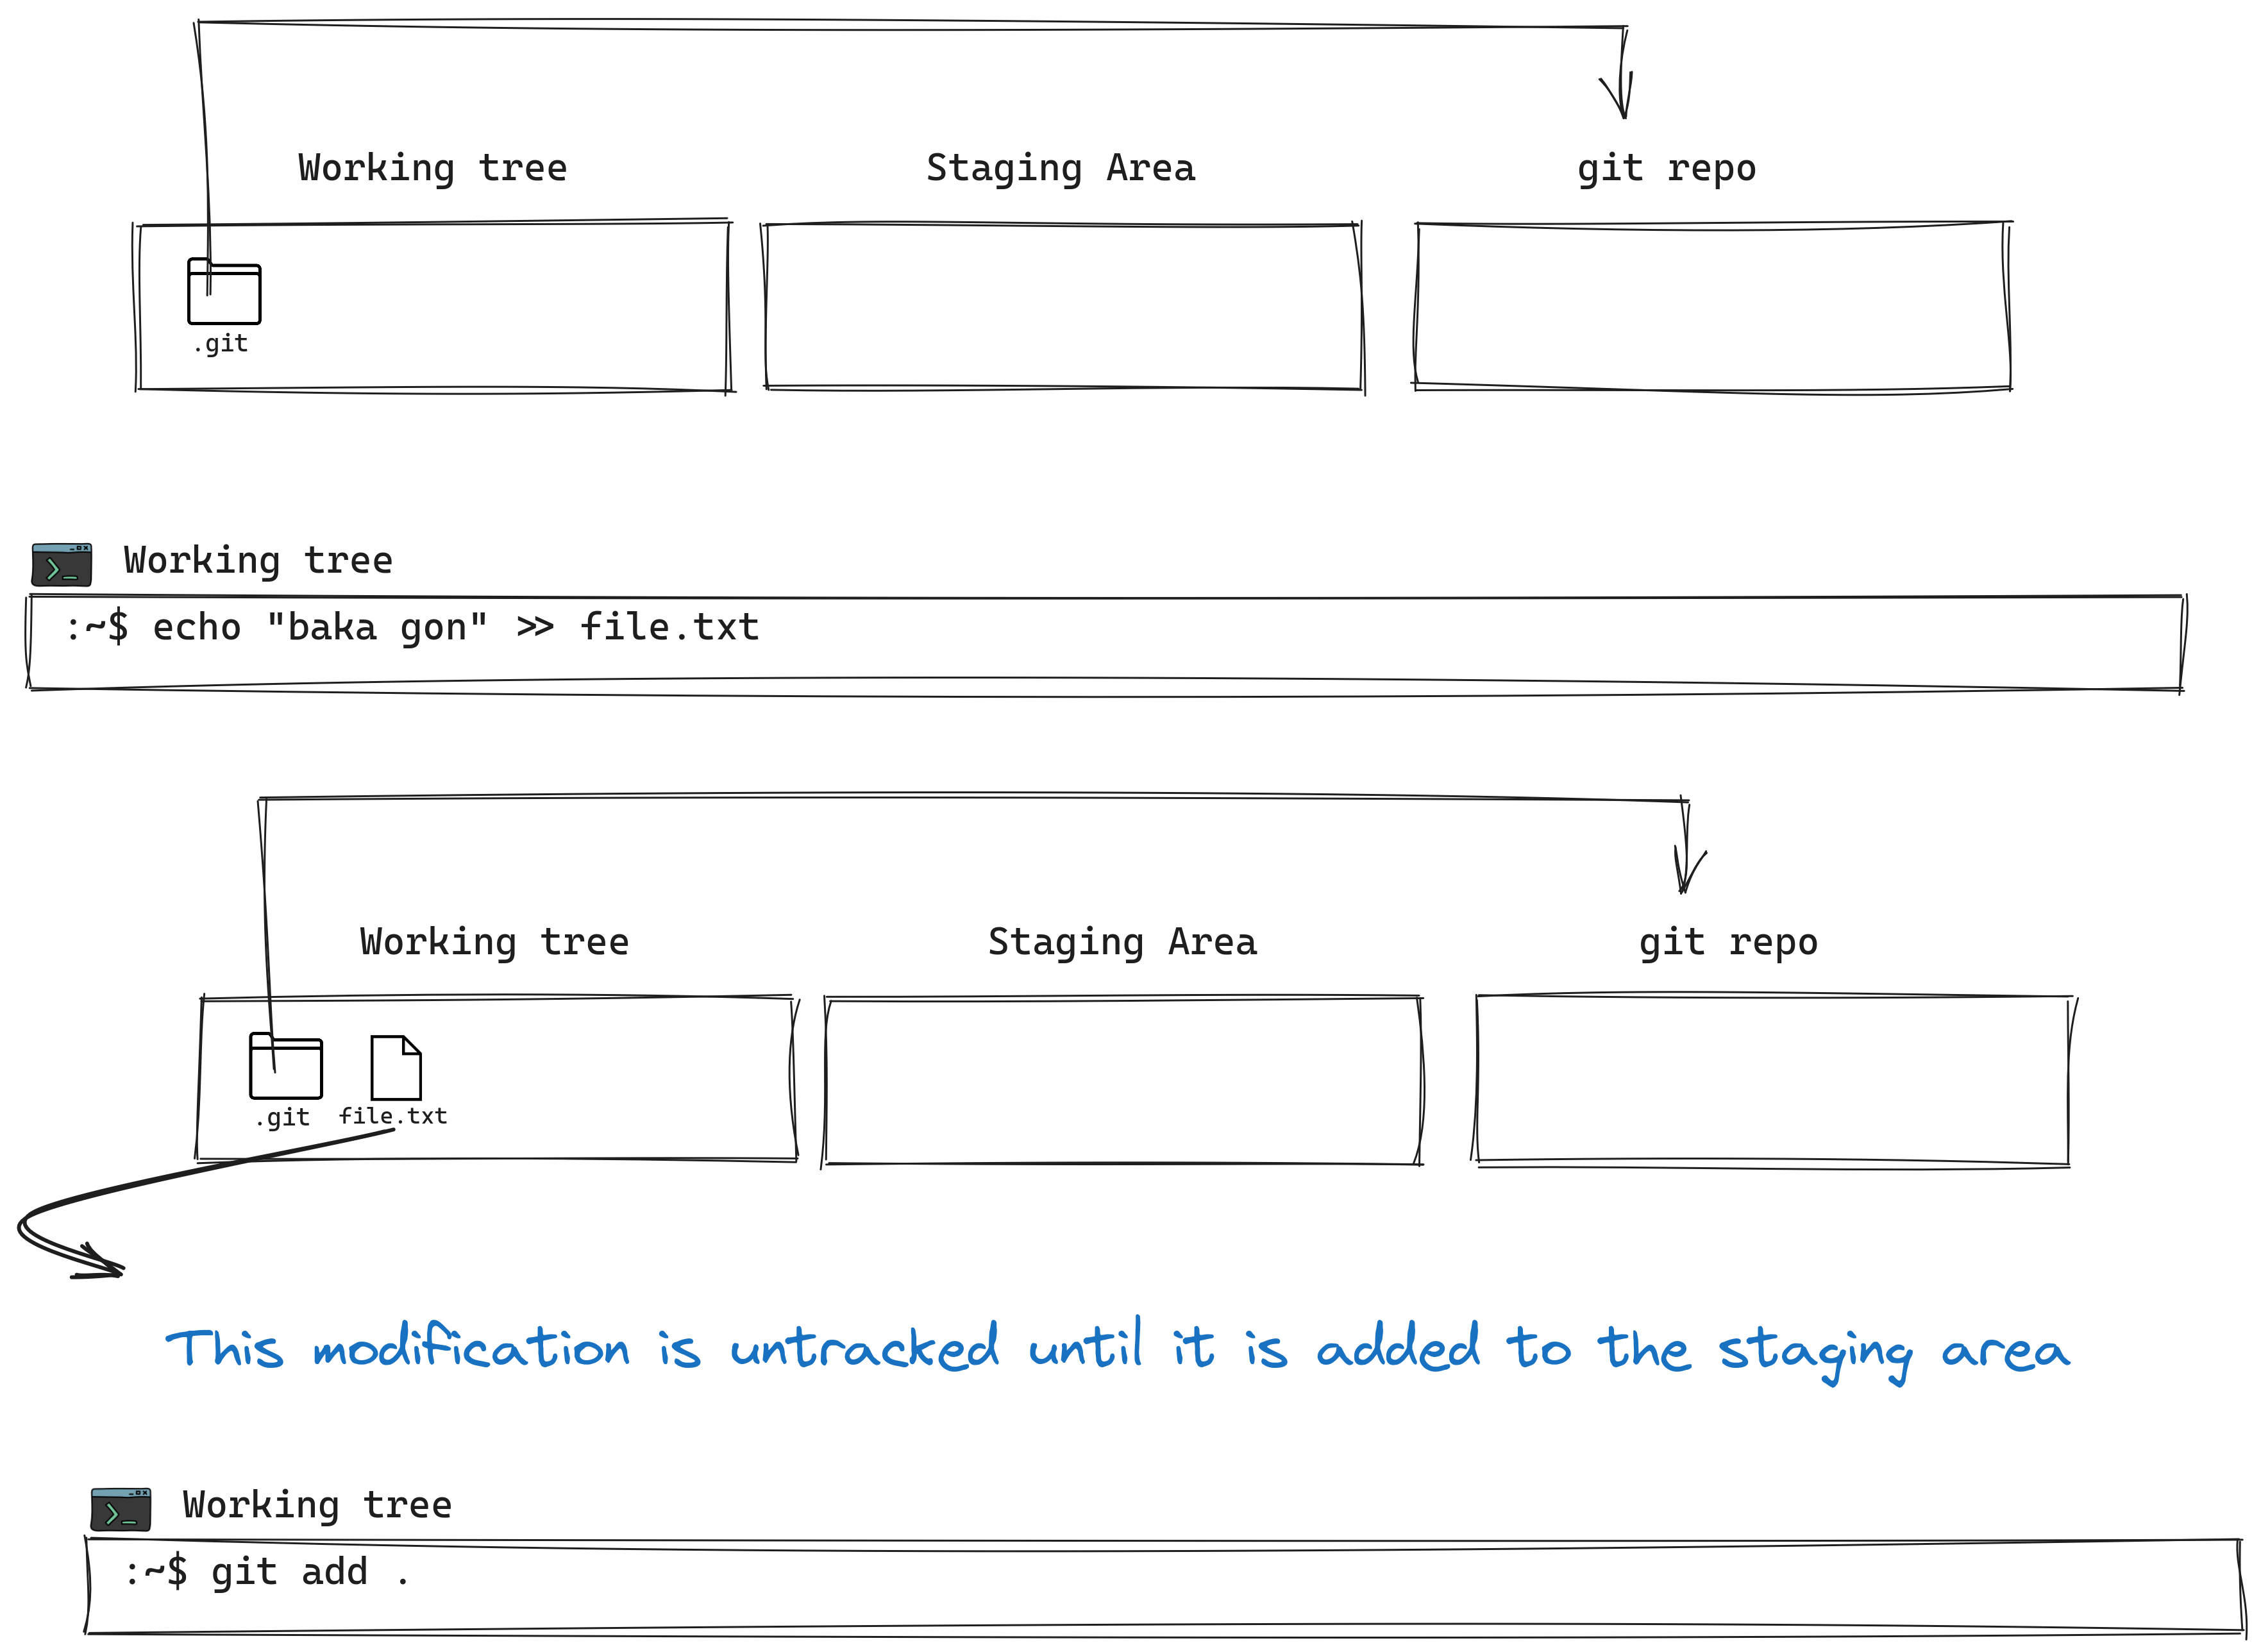 Working tree Staging Area git repo
.git
Working tree
:~$ echo "baka gon" >> file.txt
Working tree Staging Area git repo
.git file.txt
This modification is untracked until it is added to the staging area
Working tree
:~$ git add .